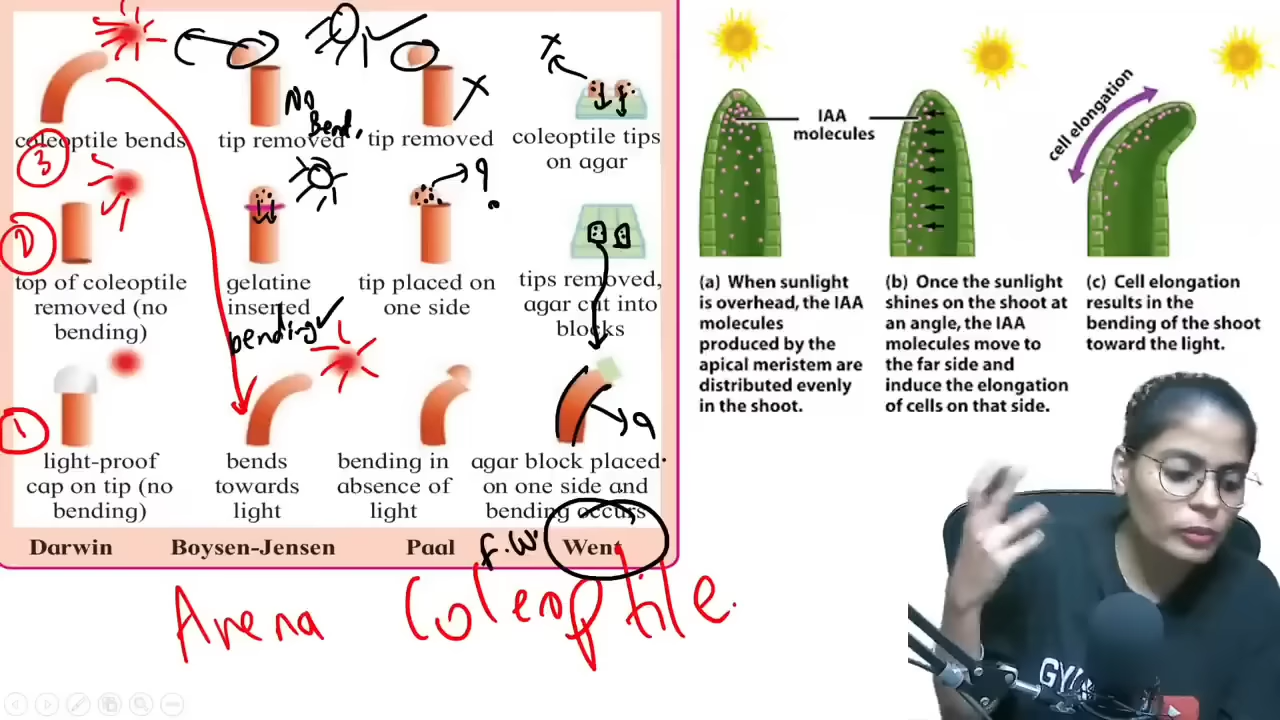 coleoptile bends
tip removed
tip removed
coleoptile tips
on agar
No
Bend,
3
2
1
top of coleoptile
removed (no
bending)
gelatine
inserted
bending ✓
tip placed on
one side
?
tips removed,
agar cut into
blocks
light-proof
cap on tip (no
bending)
bends
towards
light
bending in
absence of
light
agar block placed
on one side and
bending occurs
Darwin
Boysen-Jensen
Paal
F.W.
Went
Avena Coleoptile.
IAA
molecules
cell elongation
(a) When sunlight
is overhead, the IAA
molecules
produced by the
apical meristem are
distributed evenly
in the shoot.
(b) Once the sunlight
shines on the shoot at
an angle, the IAA
molecules move to
the far side and
induce the elongation
of cells on that side.
(c) Cell elongation
results in the
bending of the shoot
toward the light.